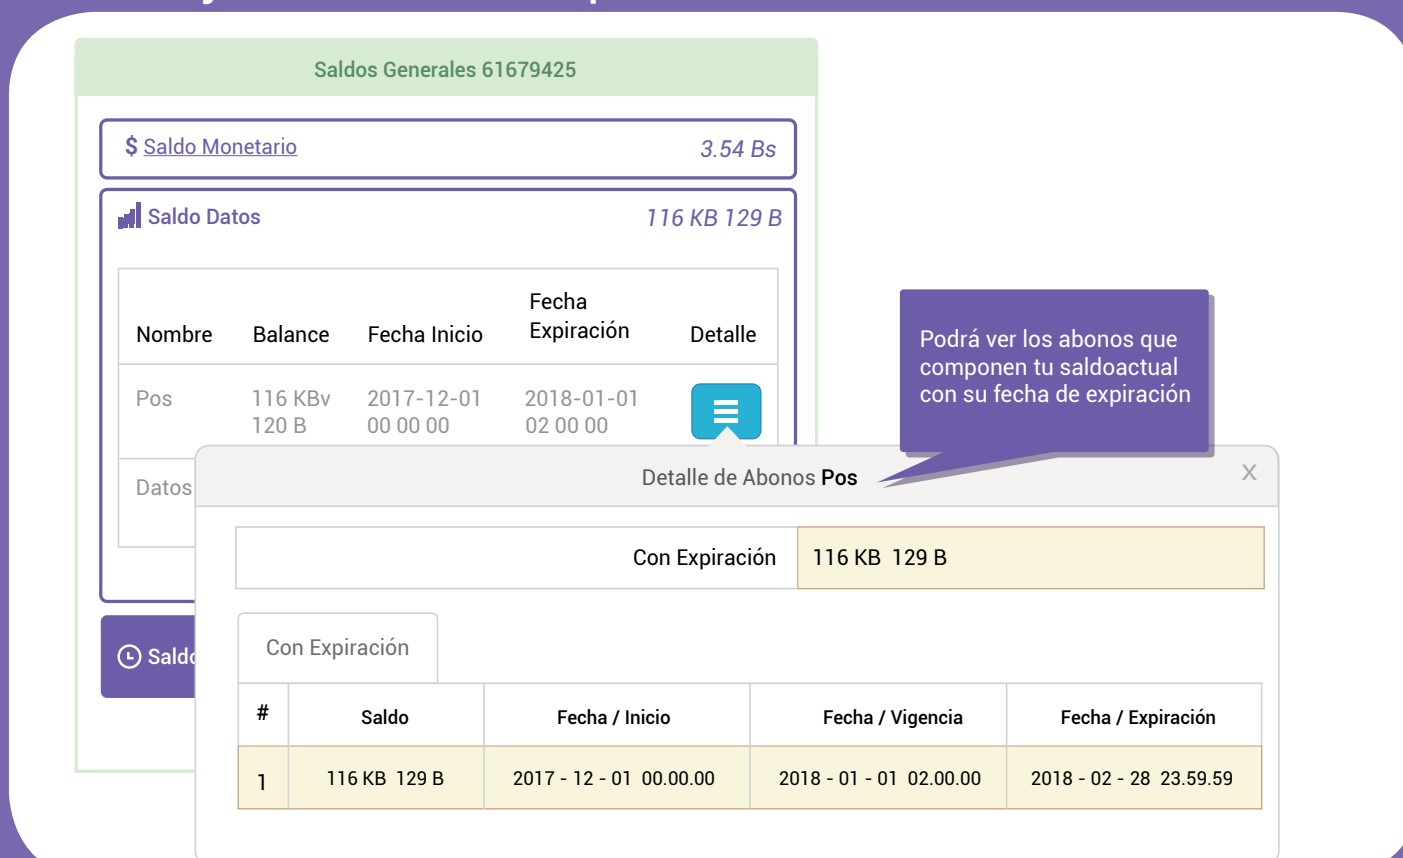 Saldos Generales 61679425
$ Saldo Monetario 3.54 Bs
Saldo Datos 116 KB 129 B
Nombre Balance Fecha Inicio Fecha Expiración Detalle
Pos 116 KBv 2017-12-01 2018-01-01
120 B 00 00 00 02 00 00
Datos
Podrá ver los abonos que
componen tu saldoactual
con su fecha de expiración
Detalle de Abonos Pos X
Con Expiración 116 KB 129 B
Saldo
Con Expiración
# Saldo Fecha / Inicio Fecha / Vigencia Fecha / Expiración
1 116 KB 129 B 2017 - 12 - 01 00.00.00 2018 - 01 - 01 02.00.00 2018 - 02 - 28 23.59.59